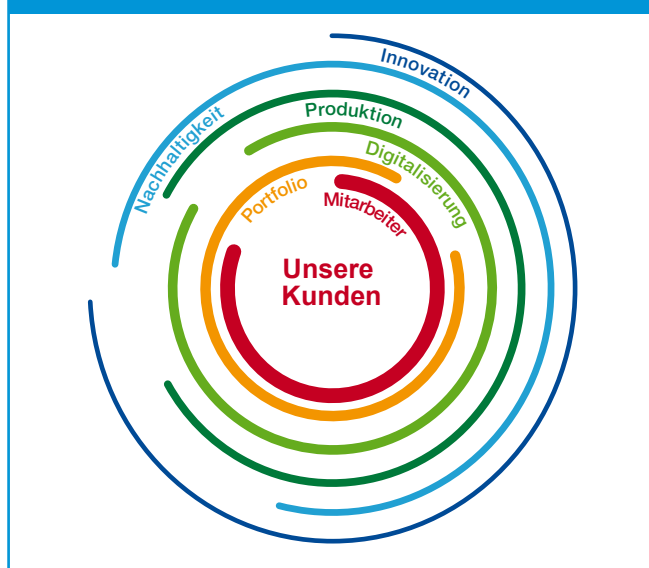 Innovation
Nachhaltigkeit
Produktion
Digitalisierung
Portfolio
Mitarbeiter
Unsere
Kunden